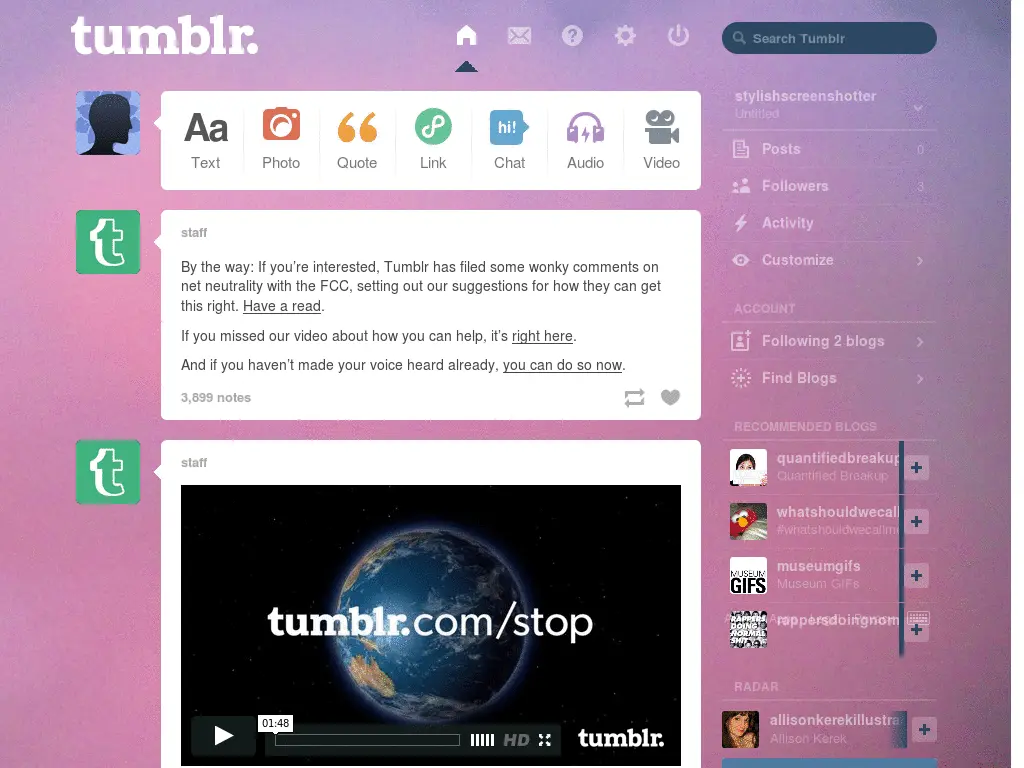 tumblr.
Search Tumblr
Aa
hi!
Text Photo Quote Link Chat Audio Video
staff
By the way: If you're interested, Tumblr has filed some wonky comments on
net neutrality with the FCC, setting out our suggestions for how they can get
this right. Have a read.
If you missed our video about how you can help, it's right here.
And if you haven't made your voice heard already, you can do so now.
3,899 notes
staff
tumblr.com/stop
01:48
HD
tumblr.
stylishscreenshotter
Untitled
Posts 0
Followers 3
Activity
Customize
ACCOUNT
Following 2 blogs
Find Blogs
RECOMMENDED BLOGS
quantifiedbreakup
Quantified Breakup
whatshouldwecall
#whatshouldwecallm
museumgifs
Museum GIFs
MUSEUM
GIFS
rappersdoingnorm
RAPPERS
DOING
NORMAL
SHIT
RADAR
allisonkerekillustra
Allison Kerek